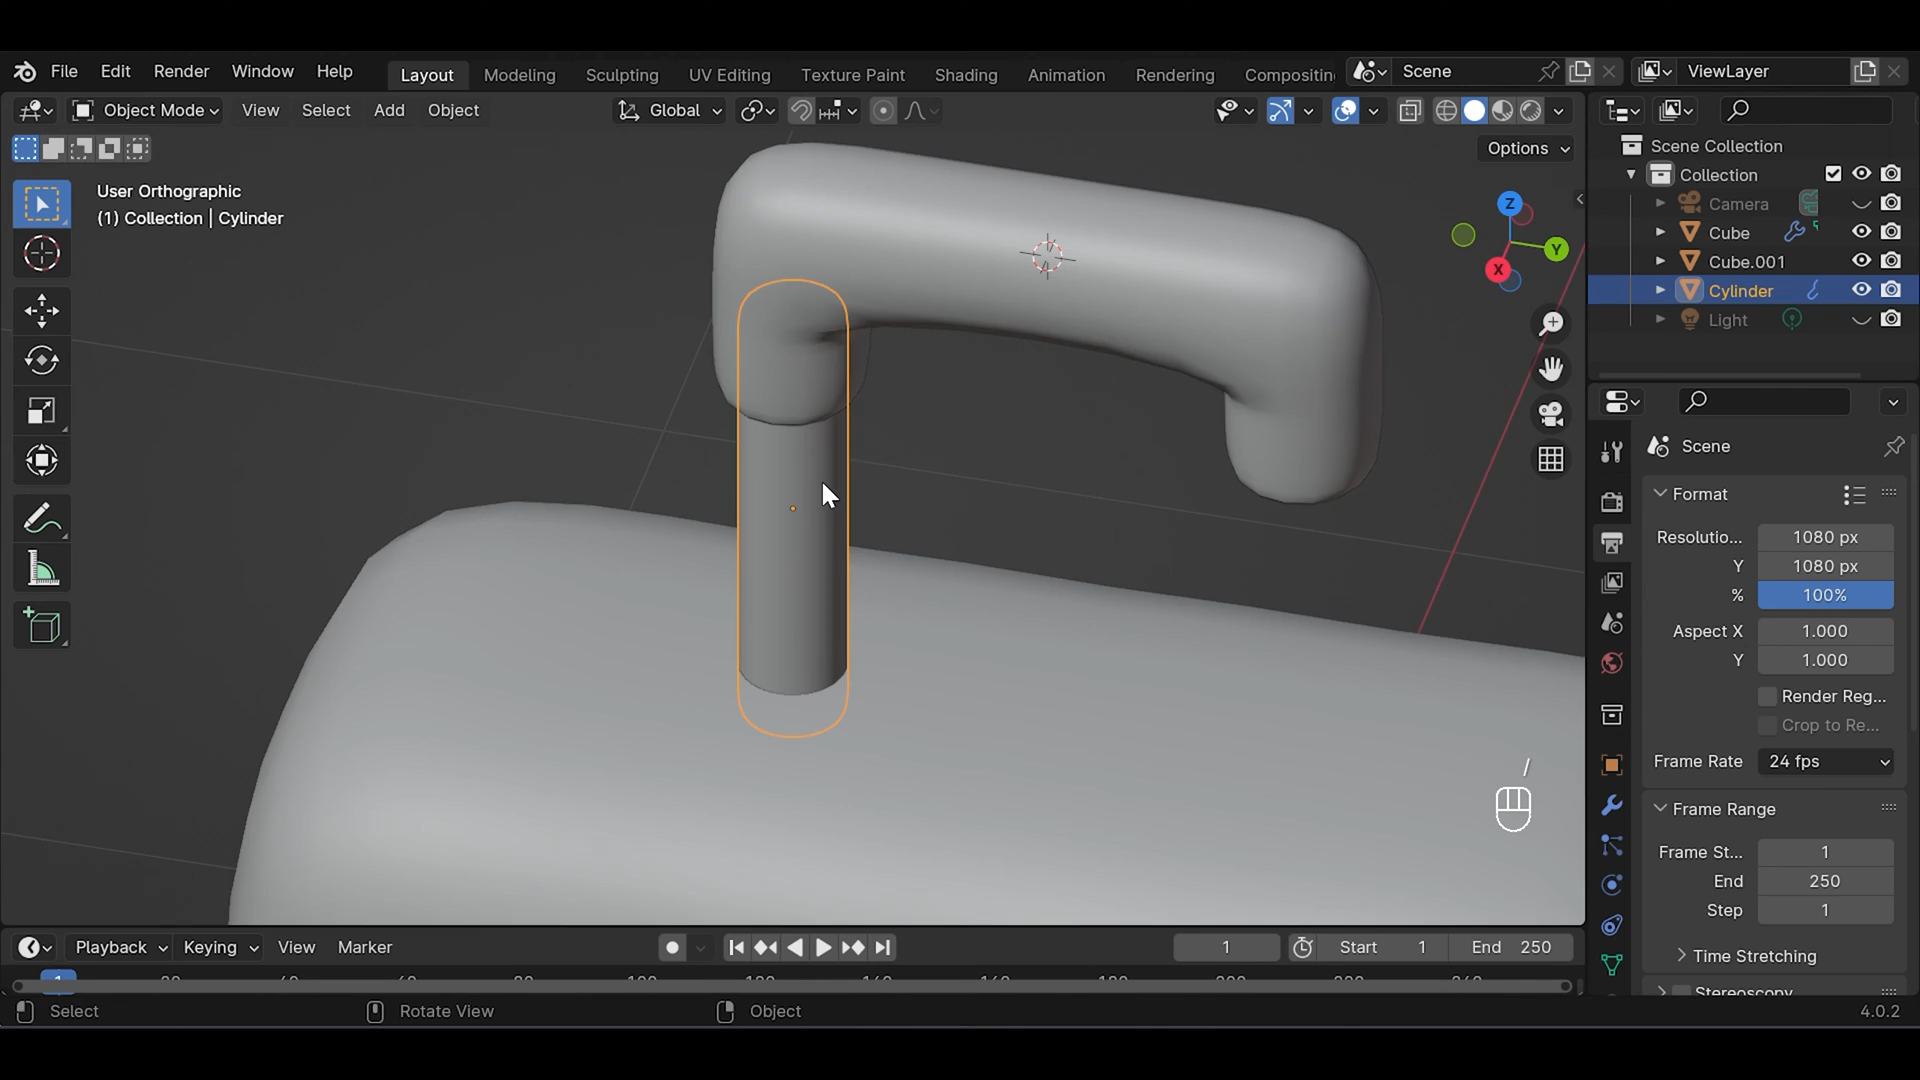 File Edit Render Window Help Layout Modeling Sculpting UV Editing Texture Paint Shading Animation Rendering Compositin Scene ViewLayer
Object Mode View Select Add Object Global
Options
User Orthographic
(1) Collection | Cylinder
Z
Y
X
/
Scene Collection
Collection
Camera
Cube
Cube.001
Cylinder
Light
Scene
Format
Resolutio... 1080 px
Y 1080 px
% 100%
Aspect X 1.000
Y 1.000
Render Reg...
Crop to Re...
Frame Rate 24 fps
Frame Range
Frame St... 1
End 250
Step 1
Time Stretching
Stereoscopy
Playback Keying View Marker 1 Start 1 End 250
Select Rotate View Object 4.0.2